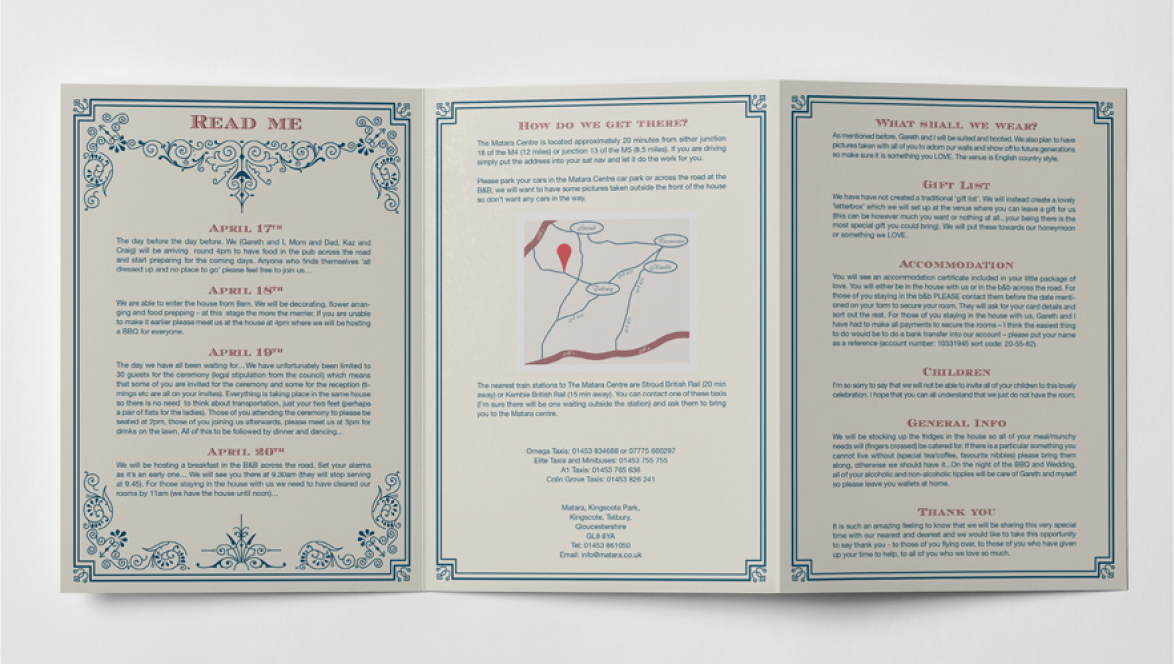 READ ME
APRIL 17TH
The day before the day before. We (Gareth and I, Mom and Dad, Kaz and
Craig) will be arriving round 4pm to have food in the pub across the road
and start preparing for the coming days. Anyone who finds themselves 'all
dressed up and no place to go' please feel free to join us...
APRIL 18TH
We are able to enter the house from 9am. We will be decorating, flower arran-
ging and food prepping – at this stage the more the merrier. If you are unable
to make it earlier please meet us at the house at 4pm where we will be hosting
a BBQ for everyone.
APRIL 19TH
The day we have all been waiting for...We have unfortunately been limited to
30 guests for the ceremony (legal stipulation from the council) which means
that some of you are invited for the ceremony and some for the reception (ti-
mings etc are all on your invites). Everything is taking place in the same house
so there is no need to think about transportation, just your two feet (perhaps
a pair of flats for the ladies). Those of you attending the ceremony to please be
seated at 2pm, those of you joining us afterwards, please meet us at 3pm for
drinks on the lawn. All of this to be followed by dinner and dancing...
APRIL 20TH
We will be hosting a breakfast in the B&B across the road. Set your alarms
as it's an early one... We will see you there at 9.30am (they will stop serving
at 9.45). For those staying in the house with us we need to have cleared our
rooms by 11am (we have the house until noon)...
HOW DO WE GET THERE?
The Matara Centre is located approximately 20 minutes from either junction
18 of the M4 (12 miles) or junction 13 of the M5 (8.5 miles). If you are driving
simply put the address into your sat nav and let it do the work for you.
Please park your cars in the Matara Centre car park or across the road at the
B&B; we will want to have some pictures taken outside the front of the house
so don't want any cars in the way.
Stroud
Kemble
Tetbury
The nearest train stations to The Matara Centre are Stroud British Rail (20 min
away) or Kemble British Rail (15 min away). You can contact one of these taxis
(I'm sure there will be one waiting outside the station) and ask them to bring
you to the Matara centre.
Omega Taxis: 01453 834688 or 07775 660297
Elite Taxis and Minibuses: 01453 755 755
A1 Taxis: 01453 765 636
Colin Grove Taxis: 01453 826 241
Matara, Kingscote Park,
Kingscote, Tetbury,
Gloucestershire
GL8 8YA
Tel: 01453 861050
Email: info@matara.co.uk
WHAT SHALL WE WEAR?
As mentioned before, Gareth and I will be suited and booted. We also plan to have
pictures taken with all of you to adorn our walls and show off to future generations
so make sure it is something you LOVE. The venue is English country style.
GIFT LIST
We have have not created a traditional 'gift list'. We will instead create a lovely
'letterbox' which we will set up at the venue where you can leave a gift for us
(this can be however much you want or nothing at all...your being there is the
most special gift you could bring). We will put these towards our honeymoon
or something we LOVE.
ACCOMMODATION
You will see an accommodation certificate included in your little package of
love. You will either be in the house with us or in the b&b across the road. For
those of you staying in the b&b PLEASE contact them before the date menti-
oned on your form to secure your room. They will ask for your card details and
sort out the rest. For those of you staying in the house with us, Gareth and I
have had to make all payments to secure the rooms – I think the easiest thing
to do would be to do a bank transfer into our account – please put your name
as a reference (account number: 10331945 sort code: 20-55-62).
CHILDREN
I'm so sorry to say that we will not be able to invite all of your children to this lovely
celebration. I hope that you can all understand that we just do not have the room.
GENERAL INFO
We will be stocking up the fridges in the house so all of your meal/munchy
needs will (fingers crossed) be catered for. If there is a particular something you
cannot live without (special tea/coffee, favourite nibbles) please bring them
along, otherwise we should have it...On the night of the BBQ and Wedding,
all of your alcoholic and non-alcoholic tipples will be care of Gareth and myself
so please leave you wallets at home.
THANK YOU
It is such an amazing feeling to know that we will be sharing this very special
time with our nearest and dearest and we would like to take this opportunity
to say thank you - to those of you flying over, to those of you who have given
up your time to help, to all of you who we love so much.